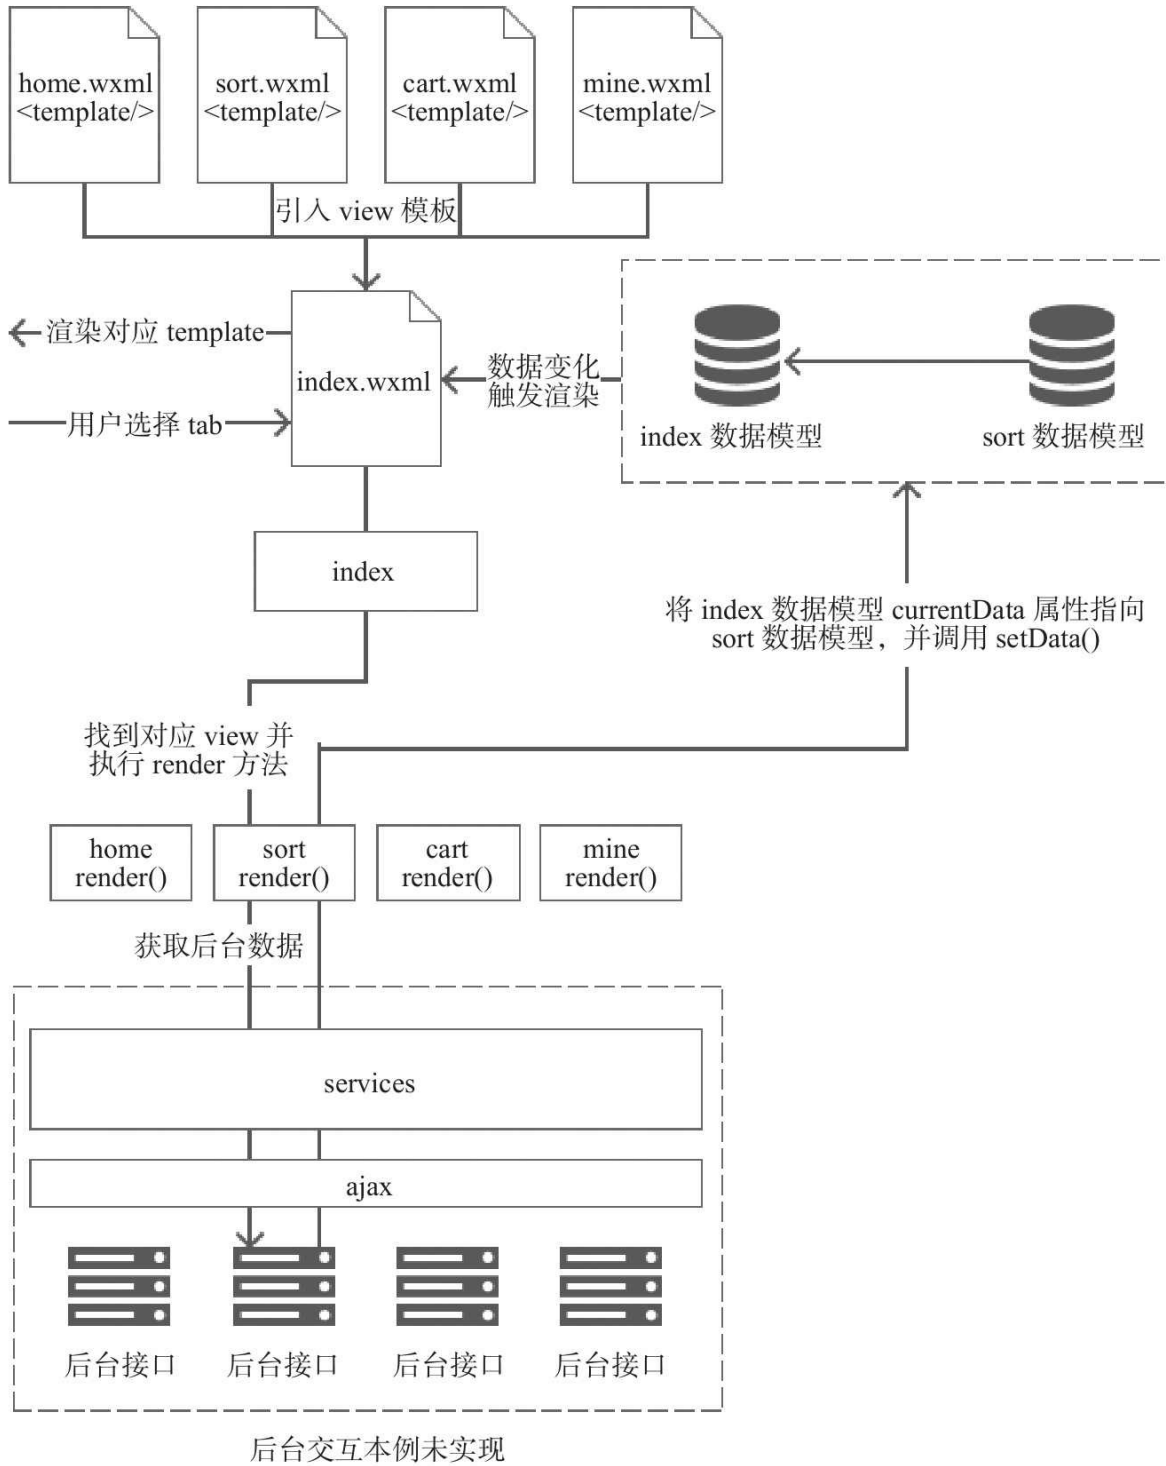 home.wxml
<template/>
sort.wxml
<template/>
cart.wxml
<template/>
mine.wxml
<template/>
引入 view 模板
渲染对应 template
index.wxml
用户选择 tab
数据变化
触发渲染
index 数据模型
sort 数据模型
index
将 index 数据模型 currentData 属性指向
sort 数据模型，并调用 setData()
找到对应 view 并
执行 render 方法
home
render()
sort
render()
cart
render()
mine
render()
获取后台数据
services
ajax
后台接口
后台接口
后台接口
后台接口
后台交互本例未实现